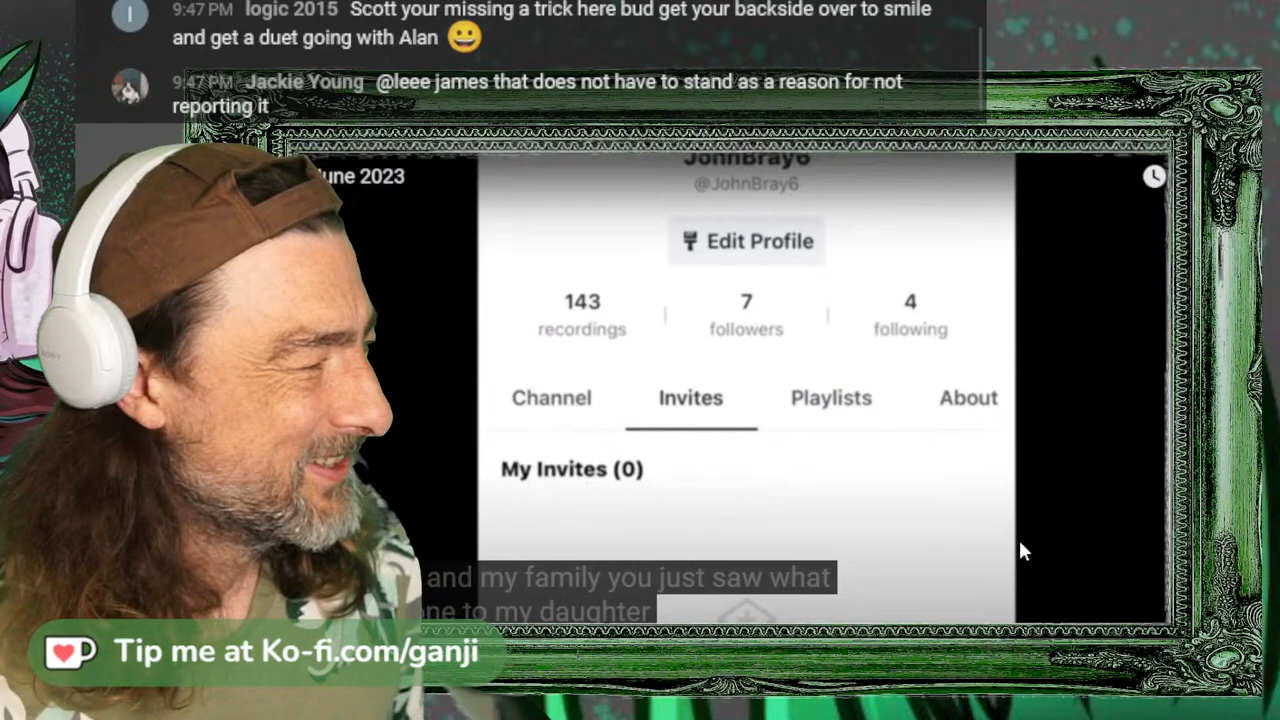 9:47 PM logic 2015 Scott your missing a trick here bud get your backside over to smile
and get a duet going with Alan 😀
9:47 PM Jackie Young @leee james that does not have to stand as a reason for not
reporting it
June 2023
JohnBray6
@JohnBray6
Edit Profile
143 7 4
recordings followers following
Channel Invites Playlists About
My Invites (0)
and my family you just saw what
to my daughter
Tip me at Ko-fi.com/ganji